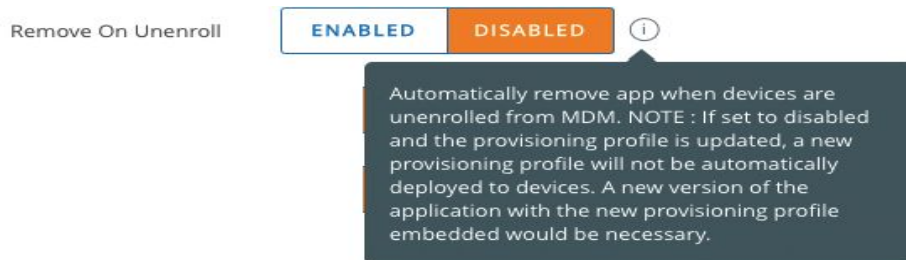 Remove On Unenroll ENABLED DISABLED i
Automatically remove app when devices are
unenrolled from MDM. NOTE : If set to disabled
and the provisioning profile is updated, a new
provisioning profile will not be automatically
deployed to devices. A new version of the
application with the new provisioning profile
embedded would be necessary.